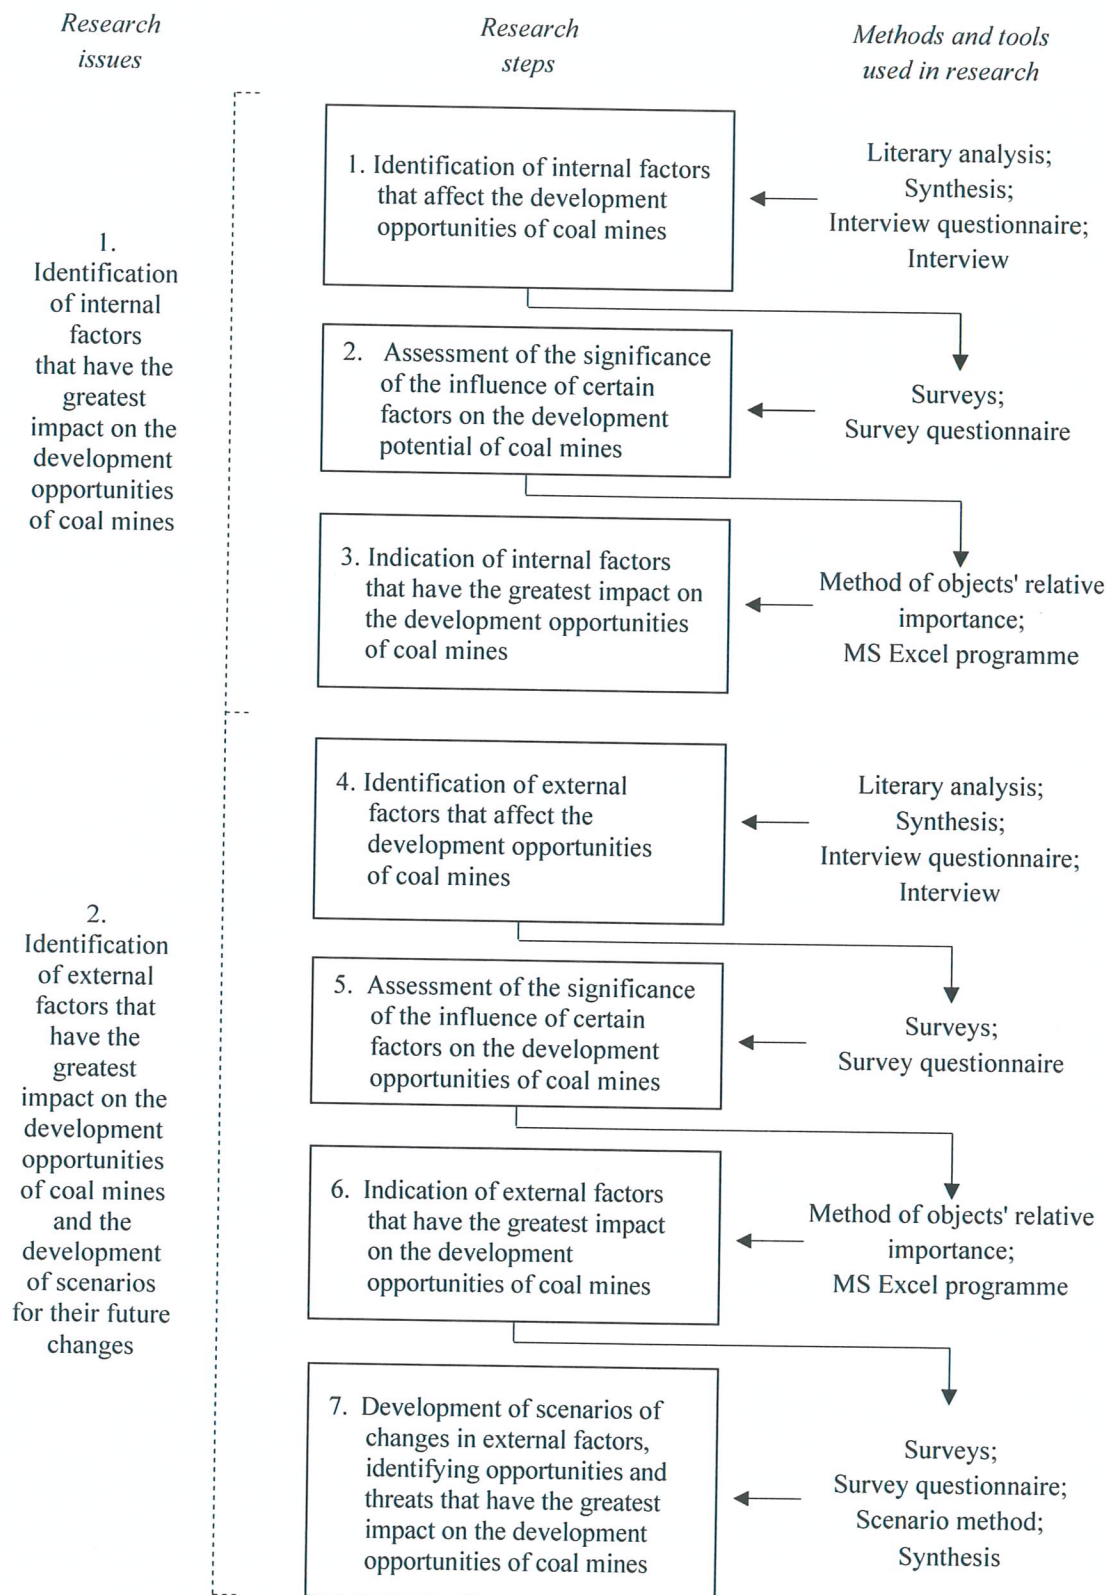 Research
issues
Research
steps
Methods and tools
used in research
1.
Identification
of internal
factors
that have the
greatest
impact on the
development
opportunities
of coal mines
1. Identification of internal factors
that affect the development
opportunities of coal mines
Literary analysis;
Synthesis;
Interview questionnaire;
Interview
2. Assessment of the significance
of the influence of certain
factors on the development
potential of coal mines
Surveys;
Survey questionnaire
3. Indication of internal factors
that have the greatest impact on
the development opportunities
of coal mines
Method of objects' relative
importance;
MS Excel programme
2.
Identification
of external
factors that
have the
greatest
impact on the
development
opportunities
of coal mines
and the
development
of scenarios
for their future
changes
4. Identification of external
factors that affect the
development opportunities
of coal mines
Literary analysis;
Synthesis;
Interview questionnaire;
Interview
5. Assessment of the significance
of the influence of certain
factors on the development
opportunities of coal mines
Surveys;
Survey questionnaire
6. Indication of external factors
that have the greatest impact
on the development
opportunities of coal mines
Method of objects' relative
importance;
MS Excel programme
7. Development of scenarios of
changes in external factors,
identifying opportunities and
threats that have the greatest
impact on the development
opportunities of coal mines
Surveys;
Survey questionnaire;
Scenario method;
Synthesis